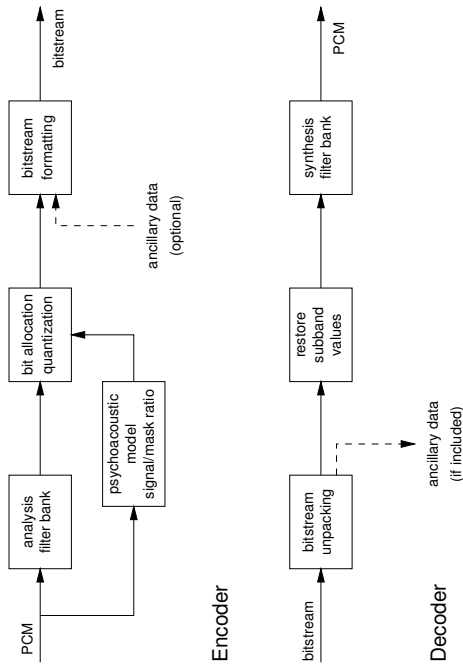 PCM
analysis
filter bank
psychoacoustic
model
signal/mask ratio
bit allocation
quantization
ancillary data
(optional)
bitstream
formatting
bitstream
Encoder
bitstream
bitstream
unpacking
ancillary data
(if included)
restore
subband
values
synthesis
filter bank
PCM
Decoder